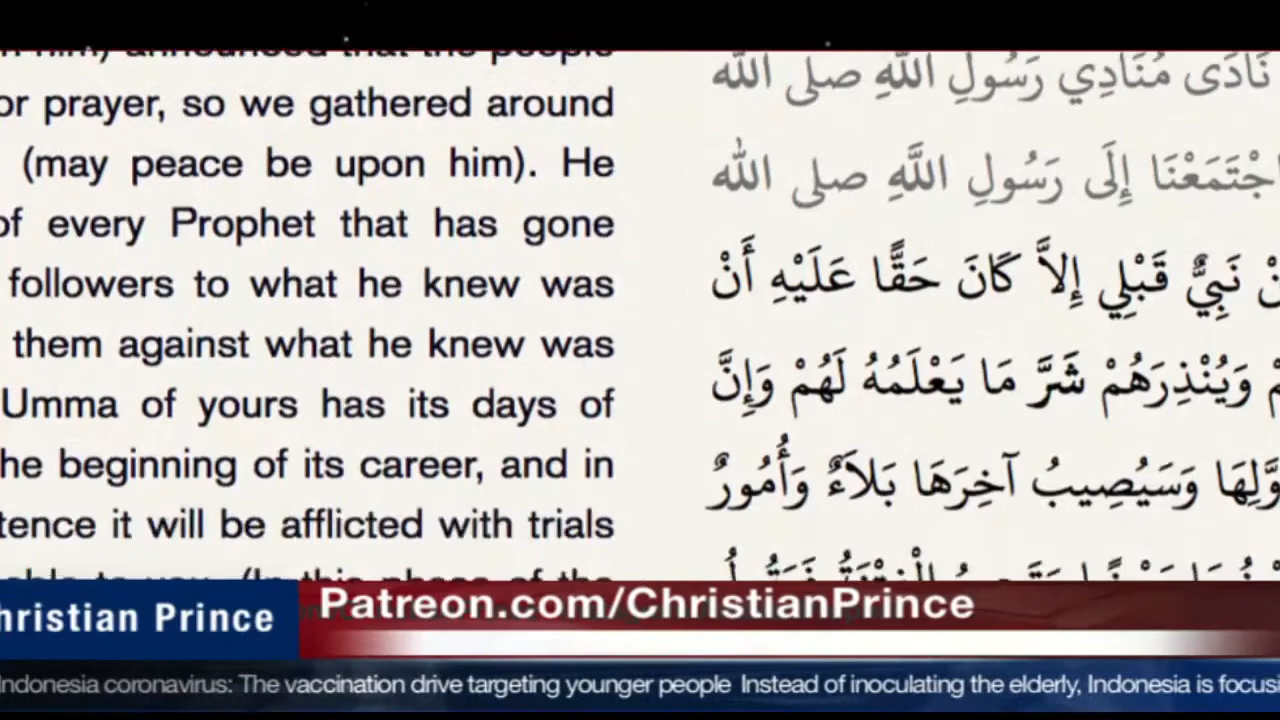 or prayer, so we gathered around
(may peace be upon him). He
of every Prophet that has gone
followers to what he knew was
them against what he knew was
Umma of yours has its days of
he beginning of its career, and in
tence it will be afflicted with trials
نَادَى مُنَادِي رَسُولِ اللَّهِ صلى الله
اجْتَمَعْنَا إِلَى رَسُولِ اللَّهِ صلى الله
نْ نَبِيٌّ قَبْلِي إِلاَّ كَانَ حَقًّا عَلَيْهِ أَنْ
مْ وَيُنْذِرَهُمْ شَرَّ مَا يَعْلَمُهُ لَهُمْ وَإِنَّ
وَّلِهَا وَسَيُصِيبُ آخِرَهَا بَلاَءٌ وَأُمُورٌ
hristian Prince
Patreon.com/ChristianPrince
Indonesia coronavirus: The vaccination drive targeting younger people Instead of inoculating the elderly, Indonesia is focusi